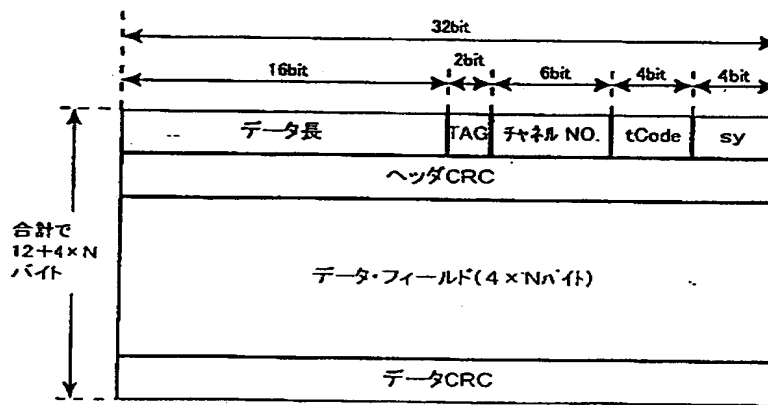 32bit
16bit
2bit
6bit
4bit
4bit
データ長
TAG
チャネル NO.
tCode
sy
ヘッダCRC
合計で
12+4×N
バイト
データ・フィールド(4×Nバイト)
データCRC